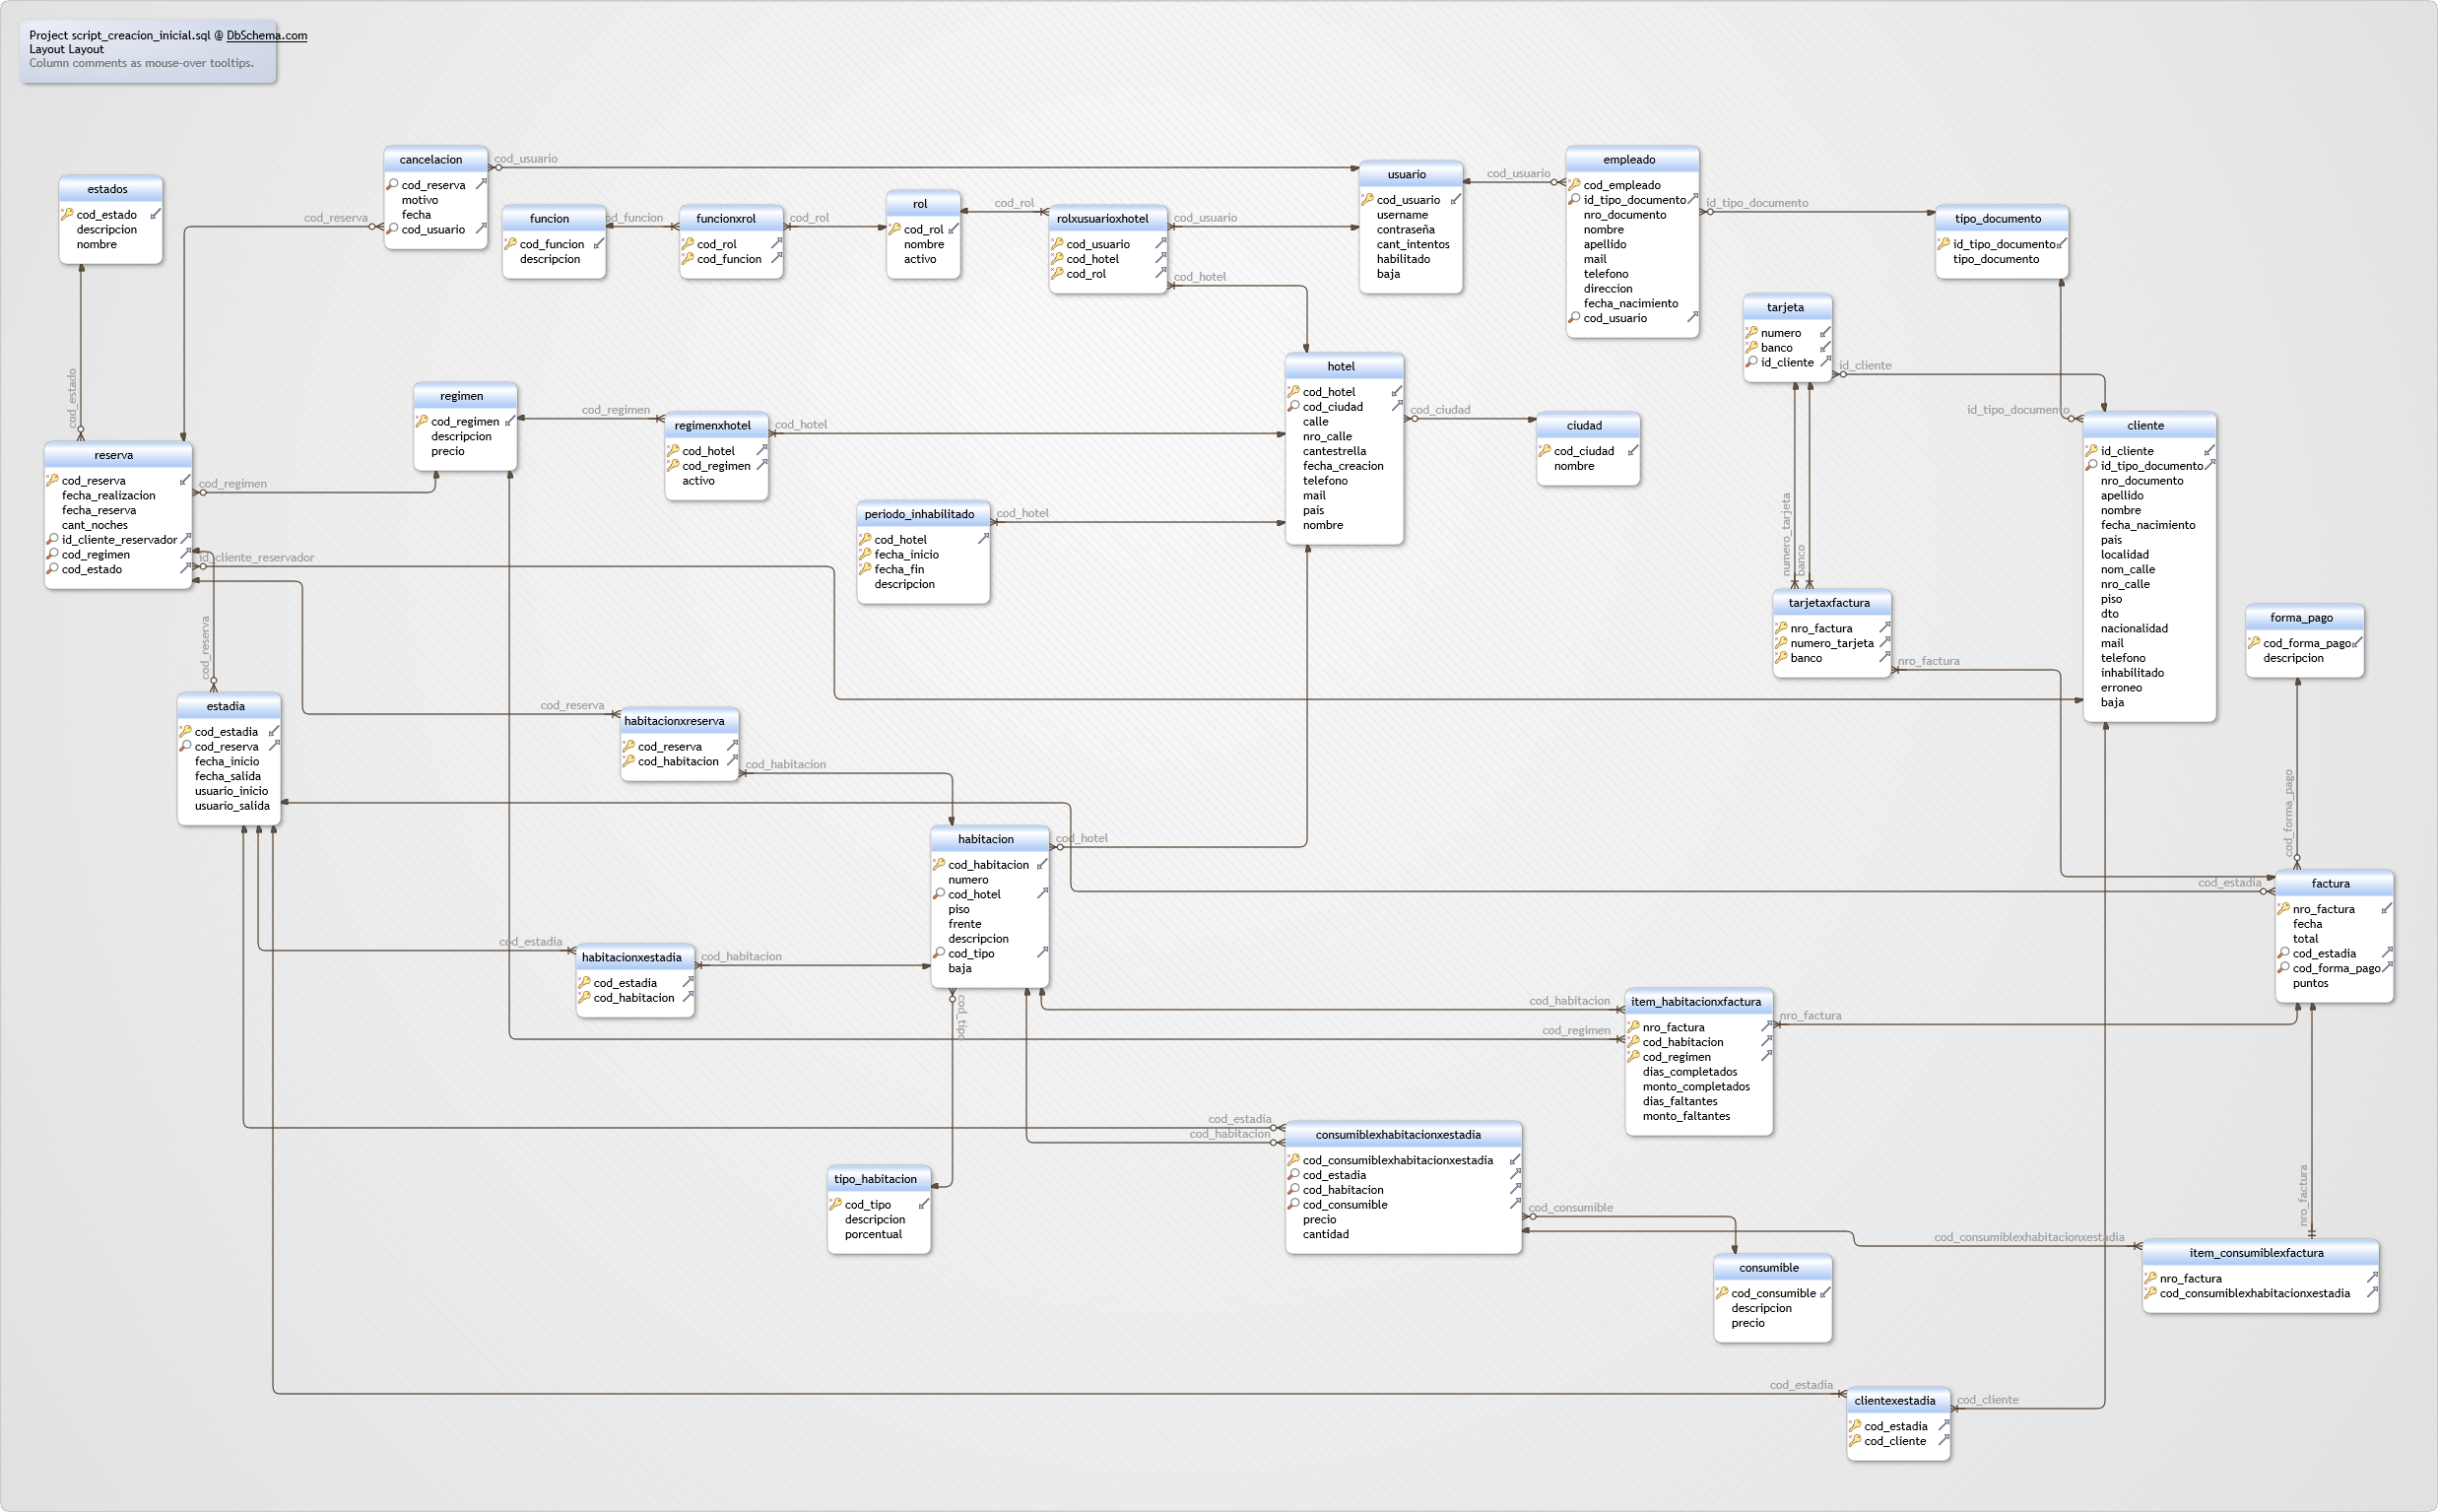 Project script_creacion_inicial.sql @ DbSchema.com
Layout Layout
Column comments as mouse-over tooltips.
cancelacion
cod_reserva
motivo
fecha
cod_usuario
cod_usuario
cod_reserva
estados
cod_estado
descripcion
nombre
cod_estado
funcion
cod_funcion
descripcion
cod_funcion
funcionxrol
cod_rol
cod_funcion
cod_rol
rol
cod_rol
nombre
activo
cod_rol
rolxusuarioxhotel
cod_usuario
cod_hotel
cod_rol
cod_usuario
cod_hotel
usuario
cod_usuario
username
contraseña
cant_intentos
habilitado
baja
cod_usuario
empleado
cod_empleado
id_tipo_documento
nro_documento
nombre
apellido
mail
telefono
direccion
fecha_nacimiento
cod_usuario
id_tipo_documento
tipo_documento
id_tipo_documento
tipo_documento
tarjeta
numero
banco
id_cliente
id_cliente
id_tipo_documento
regimen
cod_regimen
descripcion
precio
cod_regimen
regimenxhotel
cod_hotel
cod_regimen
activo
cod_hotel
hotel
cod_hotel
cod_ciudad
calle
nro_calle
cantestrella
fecha_creacion
telefono
mail
pais
nombre
cod_ciudad
ciudad
cod_ciudad
nombre
cliente
id_cliente
id_tipo_documento
nro_documento
apellido
nombre
fecha_nacimiento
pais
localidad
nom_calle
nro_calle
piso
dto
nacionalidad
mail
telefono
inhabilitado
erroneo
baja
reserva
cod_reserva
fecha_realizacion
fecha_reserva
cant_noches
id_cliente_reservador
cod_regimen
cod_estado
cod_regimen
id_cliente_reservador
cod_reserva
periodo_inhabilitado
cod_hotel
fecha_inicio
fecha_fin
descripcion
cod_hotel
numero_tarjeta
banco
tarjetaxfactura
nro_factura
numero_tarjeta
banco
nro_factura
forma_pago
cod_forma_pago
descripcion
cod_forma_pago
estadia
cod_estadia
cod_reserva
fecha_inicio
fecha_salida
usuario_inicio
usuario_salida
cod_reserva
habitacionxreserva
cod_reserva
cod_habitacion
cod_habitacion
habitacion
cod_habitacion
numero
cod_hotel
piso
frente
descripcion
cod_tipo
baja
cod_hotel
cod_tipo
cod_estadia
factura
nro_factura
fecha
total
cod_estadia
cod_forma_pago
puntos
cod_estadia
habitacionxestadia
cod_estadia
cod_habitacion
cod_habitacion
cod_habitacion
cod_regimen
item_habitacionxfactura
nro_factura
cod_habitacion
cod_regimen
dias_completados
monto_completados
dias_faltantes
monto_faltantes
nro_factura
cod_estadia
cod_habitacion
consumiblexhabitacionxestadia
cod_consumiblexhabitacionxestadia
cod_estadia
cod_habitacion
cod_consumible
precio
cantidad
cod_consumible
tipo_habitacion
cod_tipo
descripcion
porcentual
consumible
cod_consumible
descripcion
precio
cod_consumiblexhabitacionxestadia
nro_factura
item_consumiblexfactura
nro_factura
cod_consumiblexhabitacionxestadia
cod_estadia
clientexestadia
cod_estadia
cod_cliente
cod_cliente